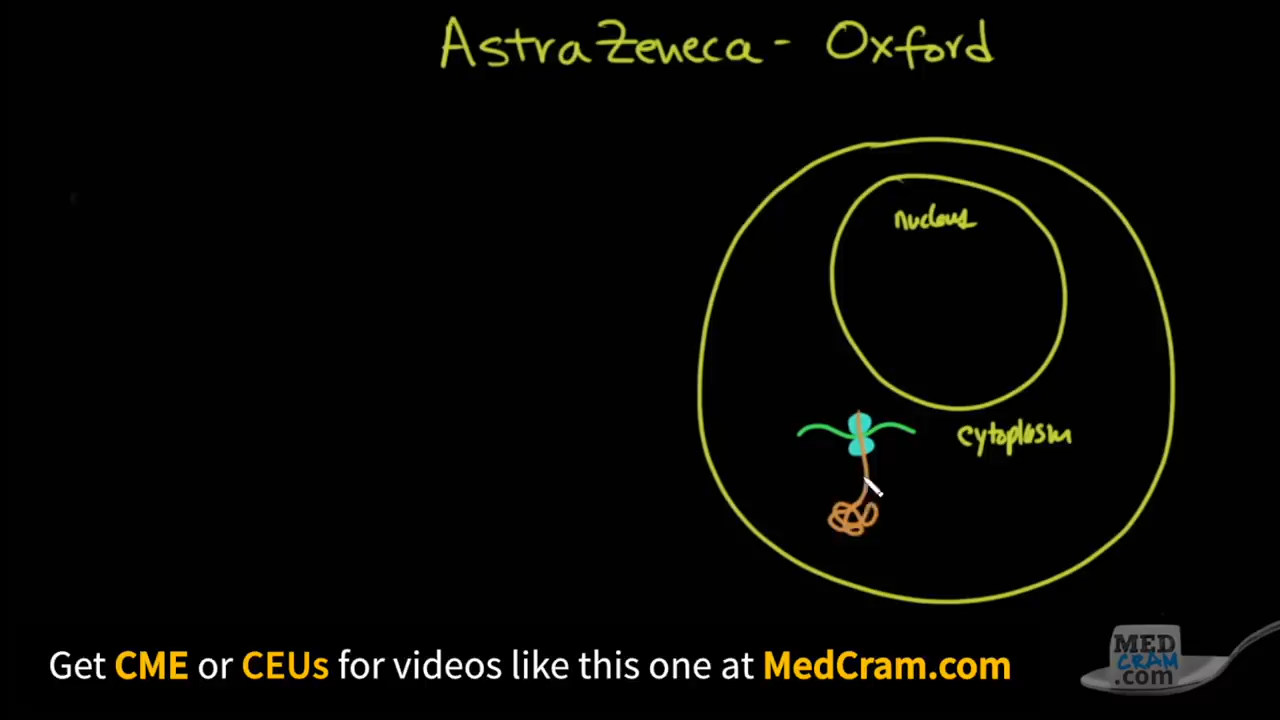 AstraZeneca - Oxford
nucleus
cytoplasm
Get CME or CEUs for videos like this one at MedCram.com
MED
CRAM
.com